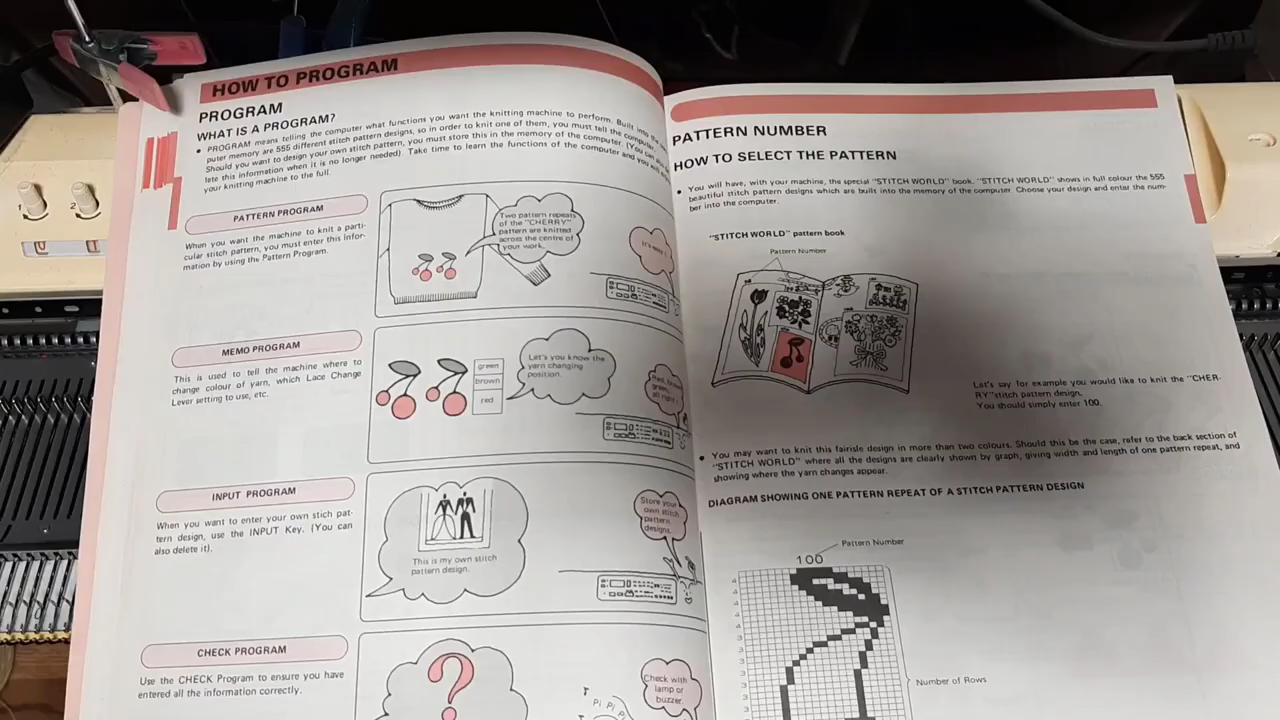 HOW TO PROGRAM
PROGRAM
WHAT IS A PROGRAM?
● PROGRAM means telling the computer what functions you want the knitting machine to perform. Built into the
puter memory are 555 different stitch pattern designs, so in order to knit one of them, you must tell the computer.
Should you want to design your own stitch pattern, you must store this in the memory of the computer. (You can
lete this information when it is no longer needed). Take time to learn the functions of the computer and you will
your knitting machine to the full.
PATTERN PROGRAM
When you want the machine to knit a parti-
cular stitch pattern, you must enter this infor-
mation by using the Pattern Program.
Two pattern repeats
of the "CHERRY"
pattern are knitted
across the centre of
your work.
It's easy!
MEMO PROGRAM
This is used to tell the machine where to
change colour of yarn, which Lace Change
Lever setting to use, etc.
green
brown
red
Let's you know the
yarn changing
position.
green,
all right!
INPUT PROGRAM
When you want to enter your own stich pat-
tern design, use the INPUT Key. (You can
also delete it).
This is my own stitch
pattern design.
Store your
own stitch
pattern
designs.
CHECK PROGRAM
Use the CHECK Program to ensure you have
entered all the information correctly.
?
Pi Pi Pi
Check with
lamp or
buzzer.
PATTERN NUMBER
HOW TO SELECT THE PATTERN
● You will have, with your machine, the special "STITCH WORLD" book. "STITCH WORLD" shows in full colour the 555
beautiful stitch pattern designs which are built into the memory of the computer. Choose your design and enter the num-
ber into the computer.
"STITCH WORLD" pattern book
Pattern Number
Let's say for example you would like to knit the "CHER-
RY" stitch pattern design.
You should simply enter 100.
● You may want to knit this fairisle design in more than two colours. Should this be the case, refer to the back section of
"STITCH WORLD" where all the designs are clearly shown by graph, giving width and length of one pattern repeat, and
showing where the yarn changes appear.
DIAGRAM SHOWING ONE PATTERN REPEAT OF A STITCH PATTERN DESIGN
Pattern Number
100
Number of Rows